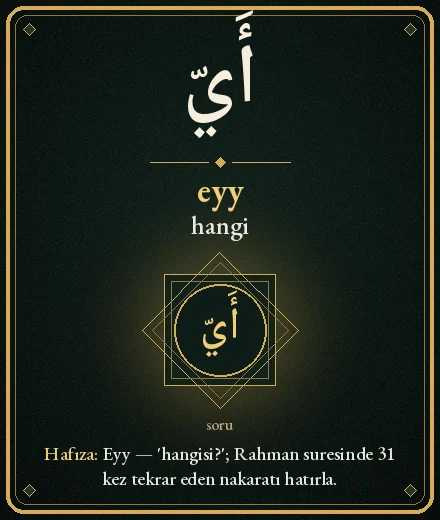 أَيّ
eyy
hangi
أَيّ
soru
Hafıza: Eyy — 'hangisi?'; Rahman suresinde 31
kez tekrar eden nakaratı hatırla.